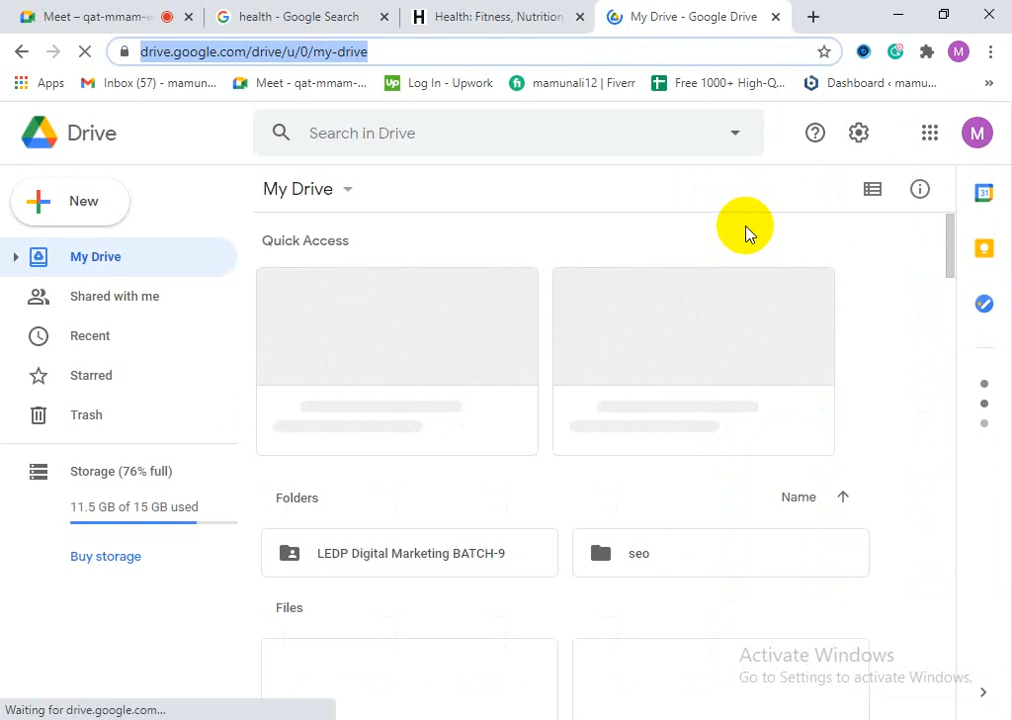 Meet – qat-mmam-v
health - Google Search
Health: Fitness, Nutrition
My Drive - Google Drive
drive.google.com/drive/u/0/my-drive
M
Apps
Inbox (57) - mamun...
Meet - qat-mmam-...
Up
Log In - Upwork
fi
mamunali12 | Fiverr
Free 1000+ High-Q...
Dashboard ‹ mamu...
»
Drive
Search in Drive
M
New
My Drive
31
Quick Access
My Drive
Shared with me
Recent
Starred
Trash
Storage (76% full)
11.5 GB of 15 GB used
Buy storage
Folders
Name
LEDP Digital Marketing BATCH-9
seo
Files
Activate Windows
Go to Settings to activate Windows.
Waiting for drive.google.com...